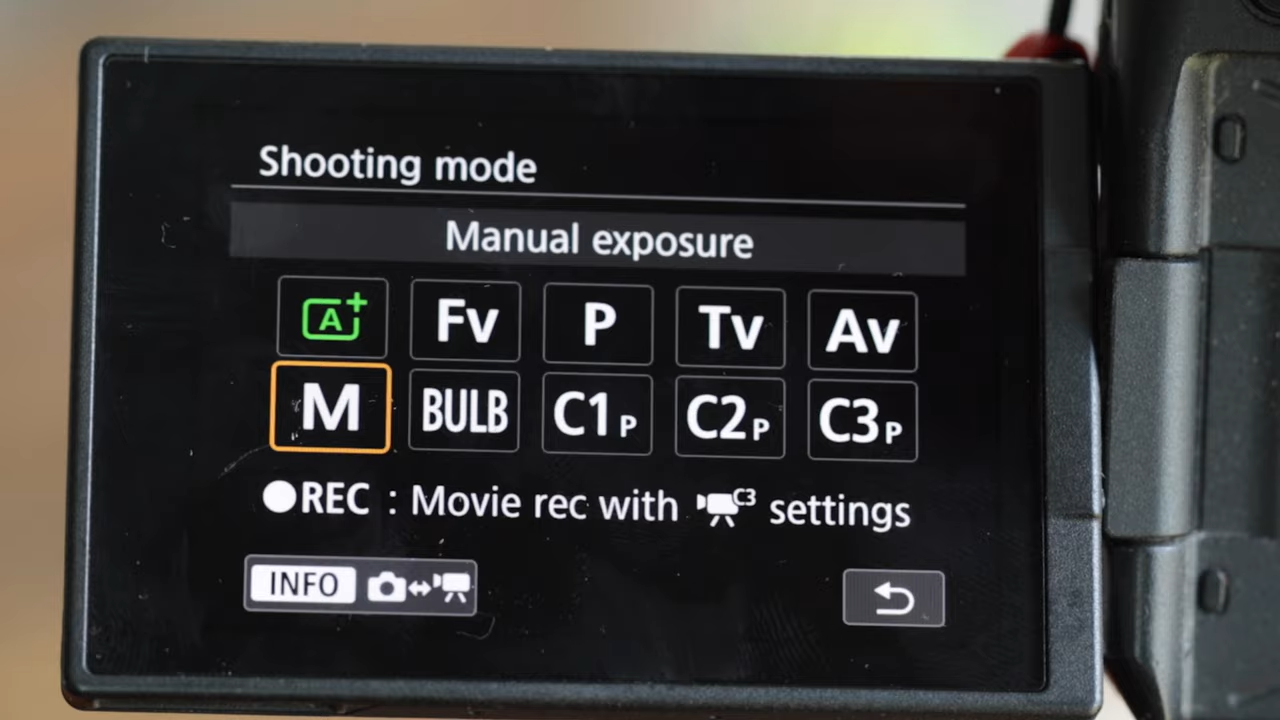 Shooting mode
Manual exposure
A+ Fv P Tv Av
M BULB C1P C2P C3P
REC : Movie rec with C3 settings
INFO